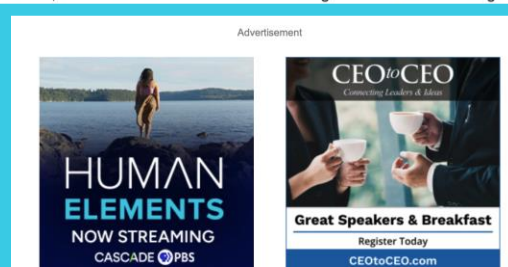 Advertisement
HUMAN
ELEMENTS
NOW STREAMING
CASCADE PBS
CEOtoCEO
Connecting Leaders & Ideas
Great Speakers & Breakfast
Register Today
CEOtoCEO.com